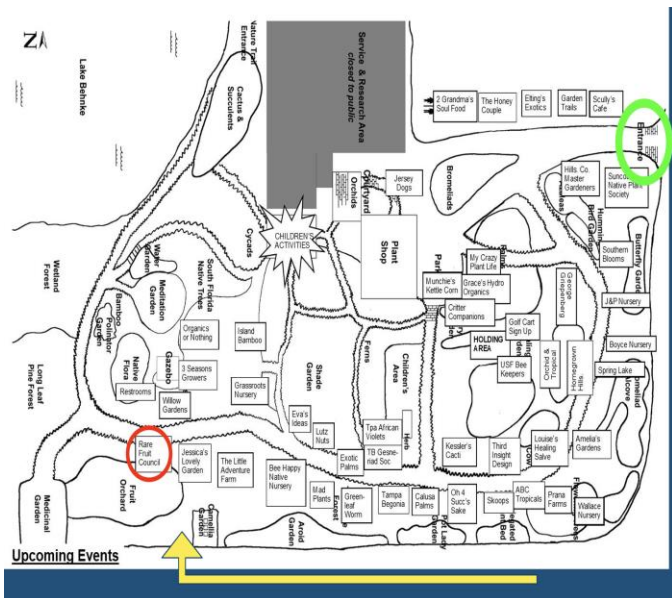 N
Lake Behnke
Nature Trail
Entrance
Cactus &
Succulents
Service & Research Area
closed to public
2 Grandma's
Soul Food
The Honey
Couple
Elting's
Exotics
Garden
Trails
Scully's
Cafe
Entrance
Orchids
Courtyard
Jersey
Dogs
Bromeliads
Hills. Co.
Master
Gardeners
Native Plant
Society
CHILDREN'S
ACTIVITIES
Cycads
Plant
Shop
Southern
Blooms
Butterfly
J&P Nursery
Boyce Nursery
Spring Lake
My Crazy
Plant Life
Munchie's
Kettle Corn
Grace's Hydro
Organics
Critter
Companions
Golf Cart
Sign Up
HOLDING
AREA
USF Bee
Keepers
Orchid &
Tropical
Wetland
Forest
Long Leaf
Pine Forest
Water
Garden
Meditation
Garden
South Florida
Native Trees
Bamboo
Pollinator
Garden
Native
Flora
Gazebo
Organics
or Nothing
Island
Bamboo
3 Seasons
Growers
Restrooms
Willow
Gardens
Grassroots
Nursery
Shade
Garden
Ferns
Children's
Area
Herb
Eva's
Ideas
Lutz
Nuts
Exotic
Palms
Tpa African
Violets
TB Gesne-
riad Soc
Kessler's
Cacti
Third
Insight
Design
Louise's
Healing
Salve
Amelia's
Gardens
Rare
Fruit
Council
Jessica's
Lovely
Garden
The Little
Adventure
Farm
Bee Happy
Native
Nursery
Mad
Plants
Green-
leaf
Worm
Tampa
Begonia
Calusa
Palms
Oh 4
Succ's
Sake
Skoops
ABC
Tropicals
Prana
Farms
Wallace
Nursery
Medicinal
Garden
Fruit
Orchard
Camellia
Garden
Aroid
Garden
Pot Lady
Garden
Upcoming Events